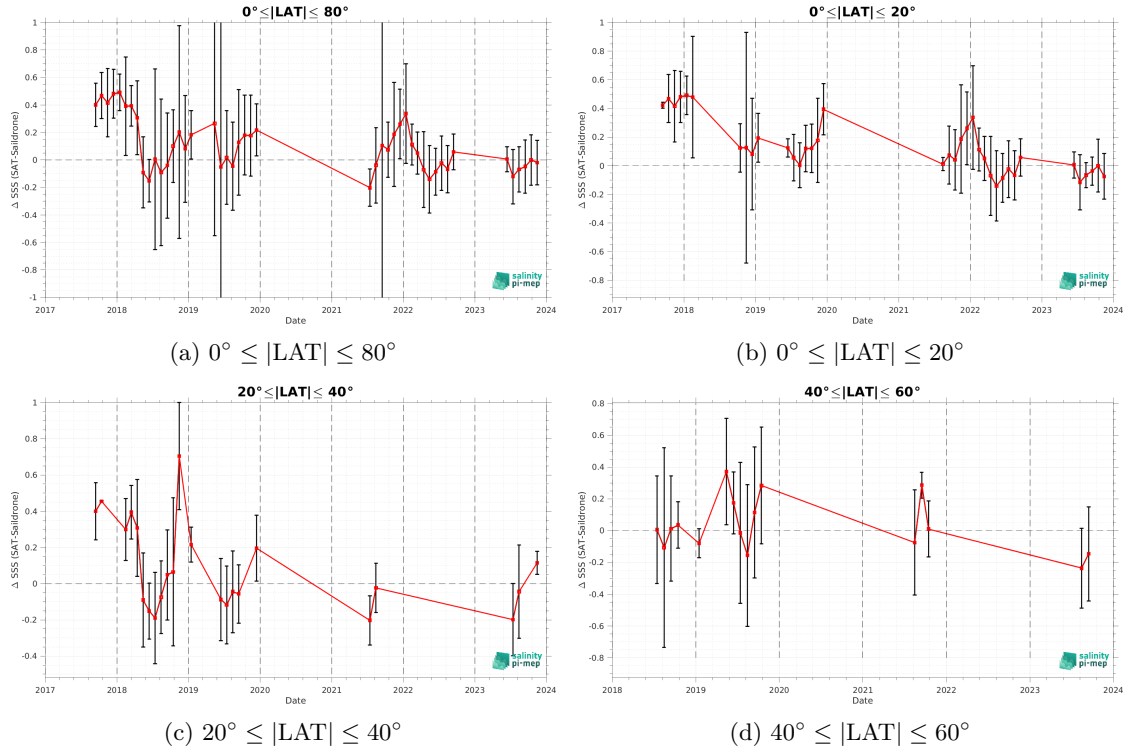 0°≤|LAT|≤ 80°
1
0.8
0.6
0.4
0.2
0
-0.2
-0.4
-0.6
-0.8
-1
Δ SSS (SAT-Saildrone)
2017 2018 2019 2020 2021 2022 2023 2024
Date
salinity
pi-mep
(a) 0° ≤ |LAT| ≤ 80°
0°≤|LAT|≤ 20°
1
0.8
0.6
0.4
0.2
0
-0.2
-0.4
-0.6
-0.8
Δ SSS (SAT-Saildrone)
2017 2018 2019 2020 2021 2022 2023 2024
Date
salinity
pi-mep
(b) 0° ≤ |LAT| ≤ 20°
20°≤|LAT|≤ 40°
1
0.8
0.6
0.4
0.2
0
-0.2
-0.4
Δ SSS (SAT-Saildrone)
2017 2018 2019 2020 2021 2022 2023 2024
Date
salinity
pi-mep
(c) 20° ≤ |LAT| ≤ 40°
40°≤|LAT|≤ 60°
0.8
0.6
0.4
0.2
0
-0.2
-0.4
-0.6
-0.8
Δ SSS (SAT-Saildrone)
2018 2019 2020 2021 2022 2023 2024
Date
salinity
pi-mep
(d) 40° ≤ |LAT| ≤ 60°